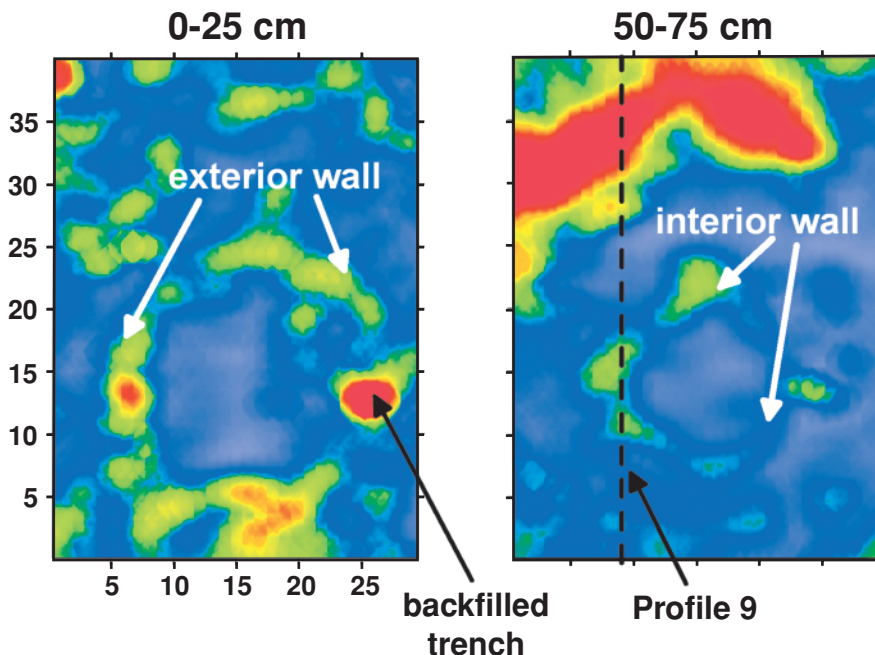 0-25 cm
50-75 cm
35
30
25
20
15
10
5
5 10 15 20 25
exterior wall
interior wall
backfilled
trench
Profile 9